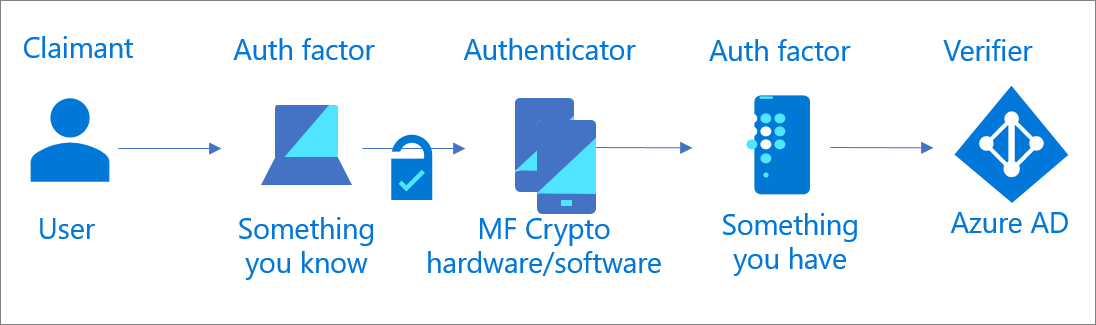 Claimant
Auth factor
Authenticator
Auth factor
Verifier
User
Something
you know
MF Crypto
hardware/software
Something
you have
Azure AD